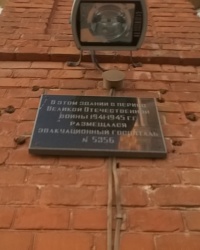 В ЭТОМ ЗДАНИИ В ПЕРИОД
ВЕЛИКОЙ ОТЕЧЕСТВЕННОЙ
ВОЙНЫ 1941-1945 ГГ.
РАЗМЕЩАЛСЯ
ЭВАКУАЦИОННЫЙ ГОСПИТАЛЬ
№ 5356